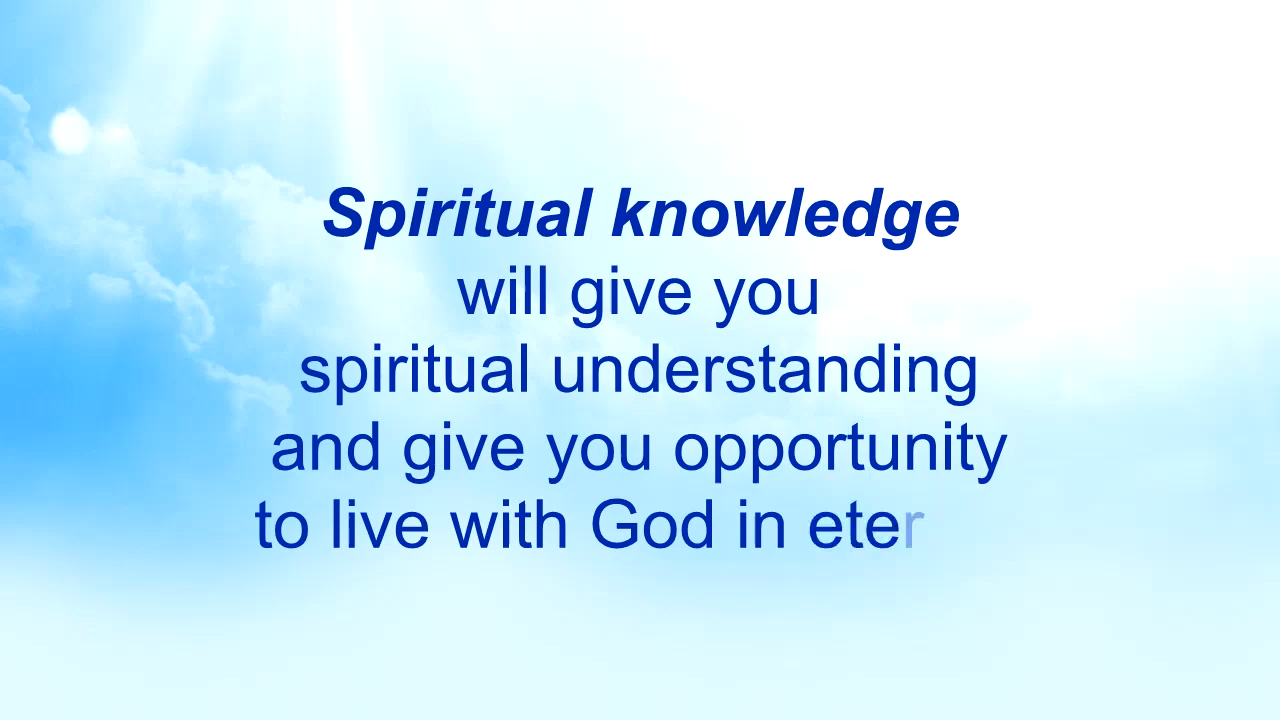 Spiritual knowledge
will give you
spiritual understanding
and give you opportunity
to live with God in eter